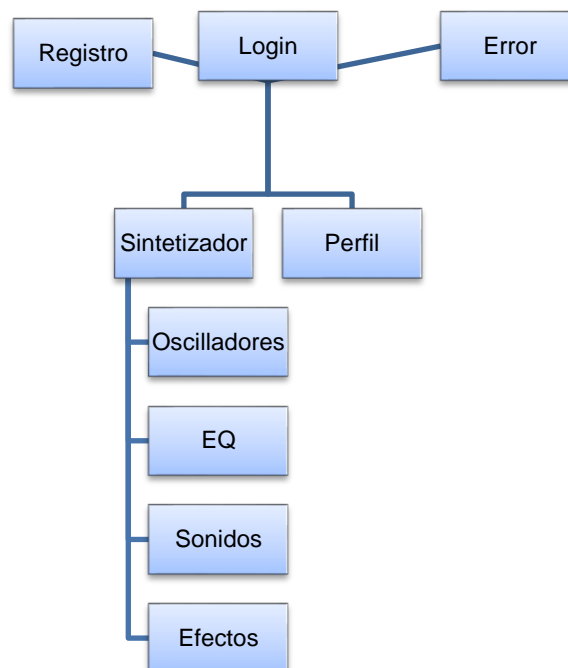 Registro
Login
Error
Sintetizador
Perfil
Oscilladores
EQ
Sonidos
Efectos